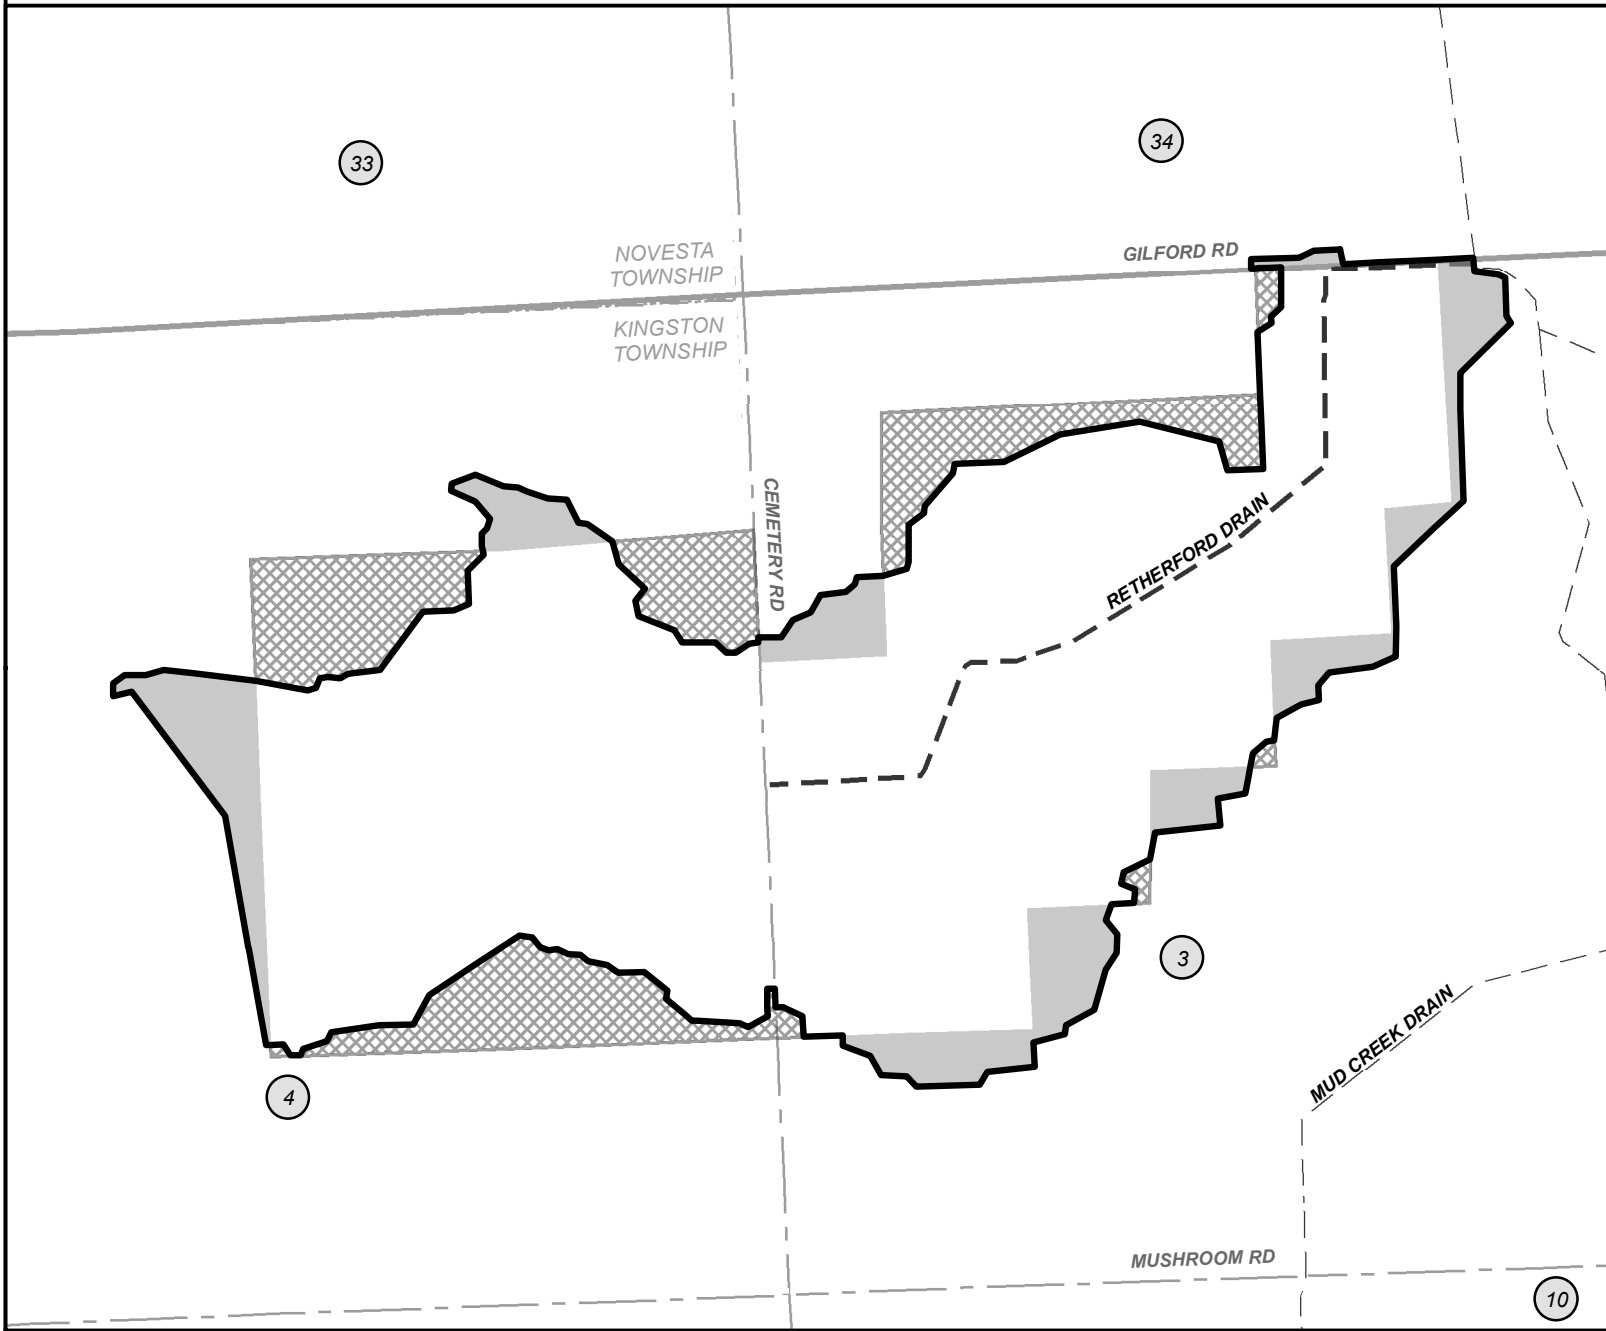 34
33
GILFORD RD
NOVESTA
TOWNSHIP
KINGSTON
TOWNSHIP
CEMETERY RD
RETHERFORD DRAIN
3
MUD CREEK DRAIN
4
MUSHROOM RD
10